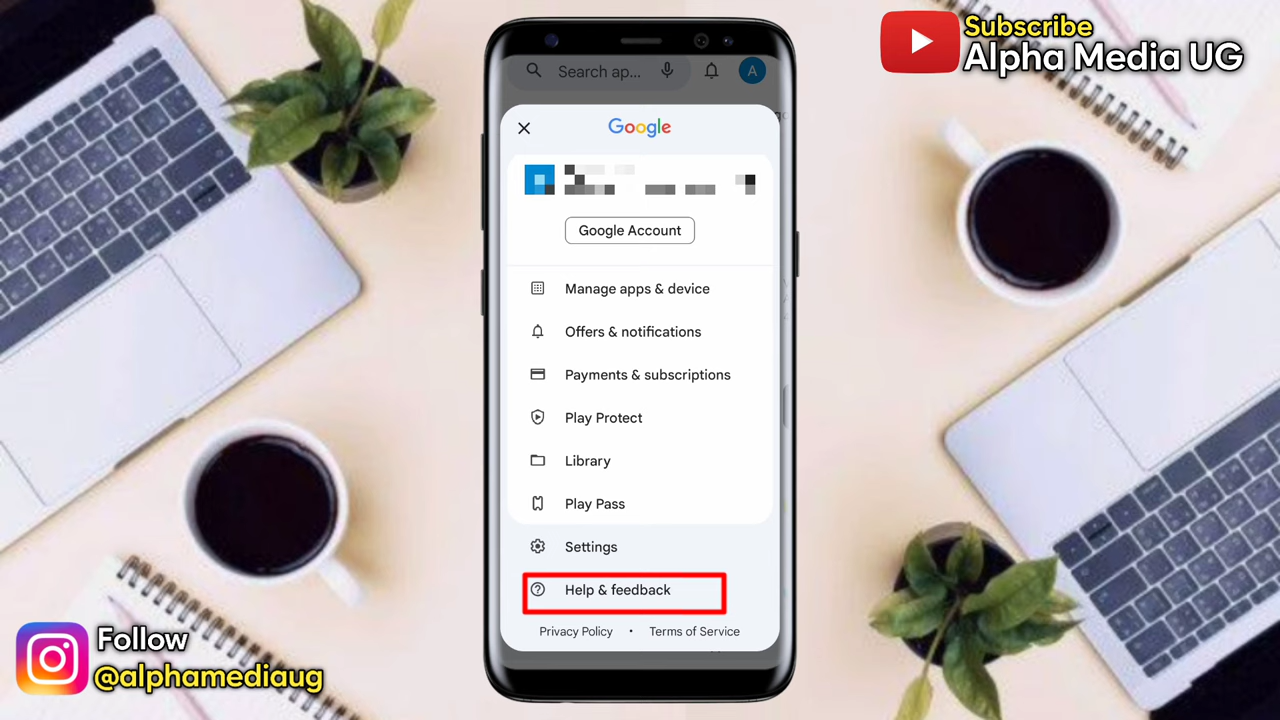 Subscribe
Alpha Media UG
Search ap...
A
Google
Google Account
Manage apps & device
Offers & notifications
Payments & subscriptions
Play Protect
Library
Play Pass
Settings
Help & feedback
Privacy Policy • Terms of Service
Follow
@alphamediaug